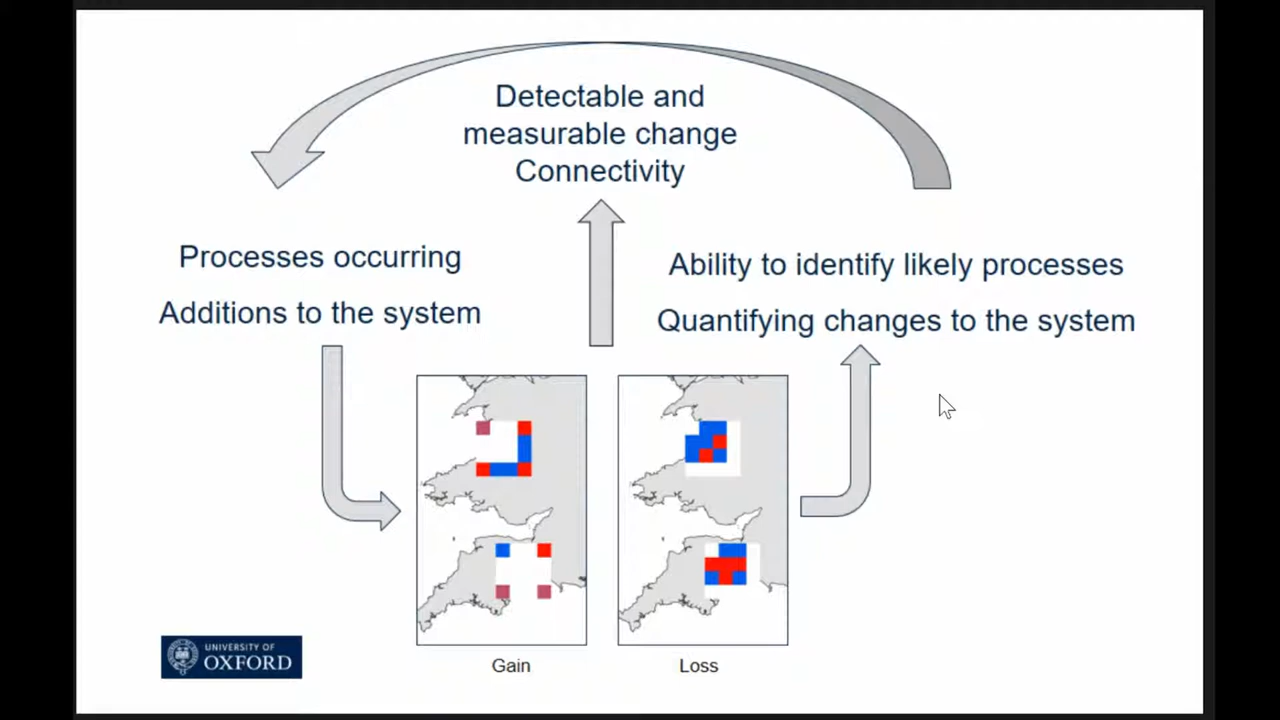 Detectable and
measurable change
Connectivity
Processes occurring
Additions to the system
Ability to identify likely processes
Quantifying changes to the system
Gain
Loss
UNIVERSITY OF
OXFORD